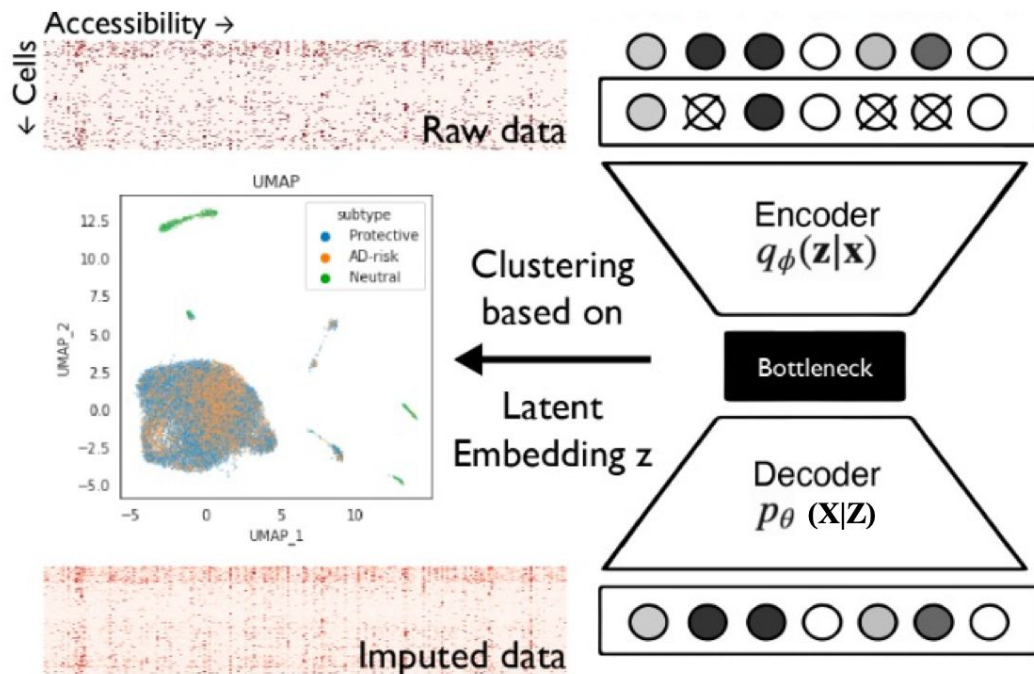 Accessibility →
← Cells
Raw data
UMAP
subtype
Protective
AD-risk
Neutral
12.5
10.0
7.5
5.0
2.5
0.0
−2.5
−5.0
UMAP_2
−5
0
5
10
UMAP_1
Clustering
based on
Latent
Embedding z
Encoder
qϕ(z|x)
Bottleneck
Decoder
pθ (X|Z)
Imputed data